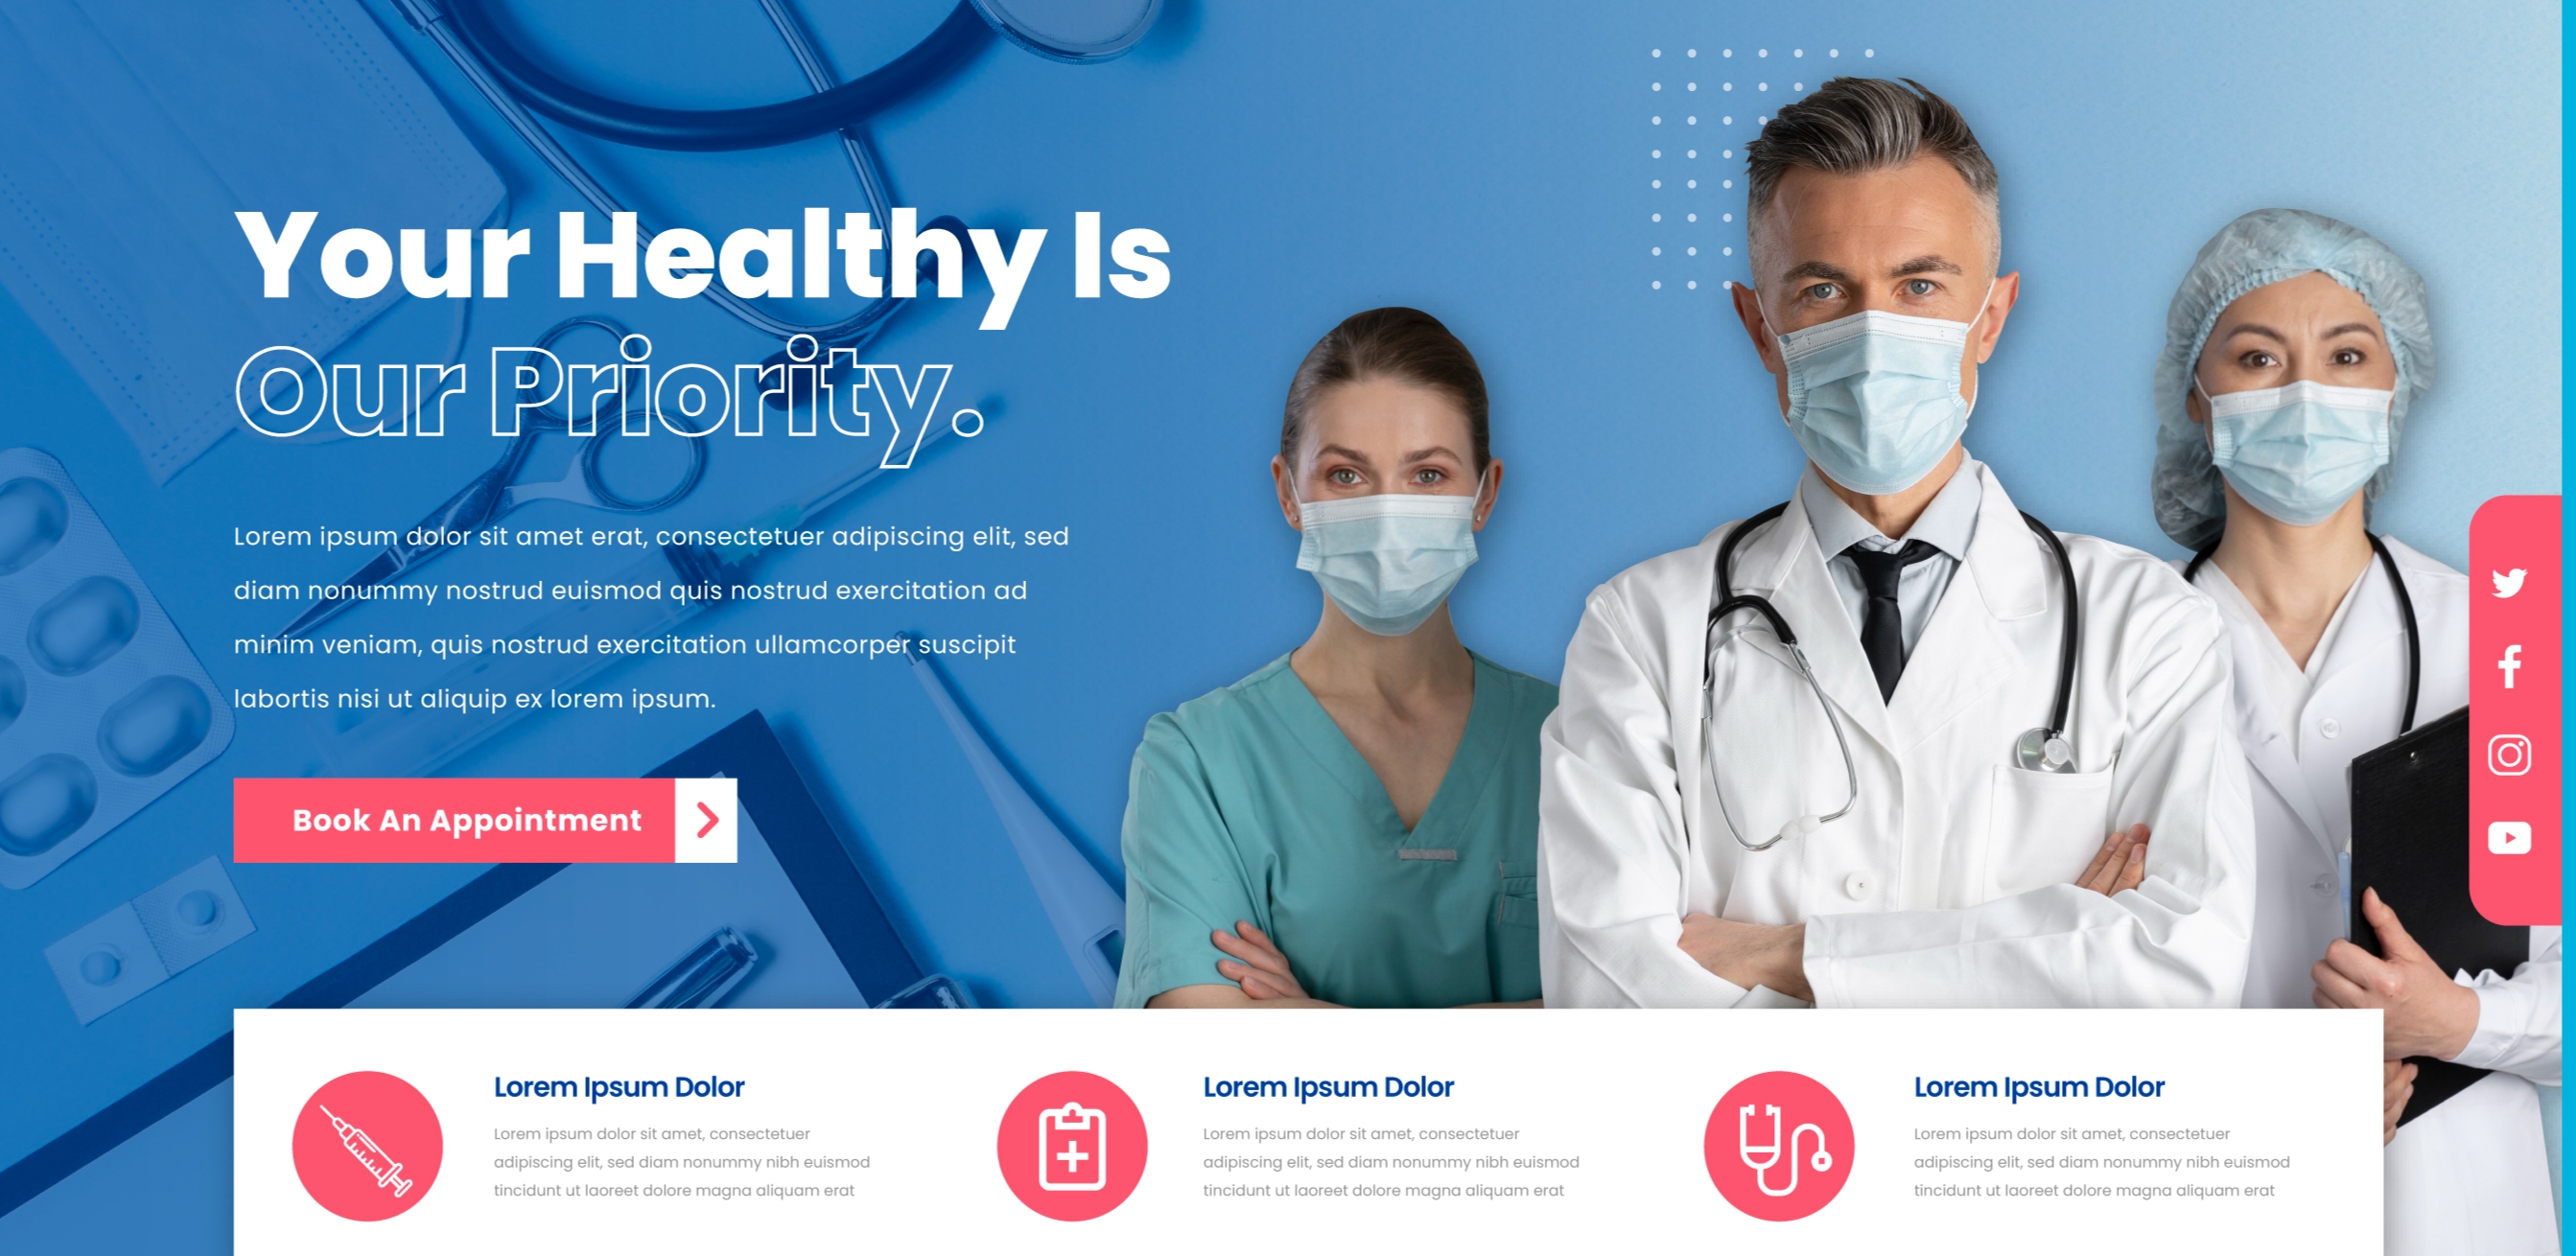 Your Healthy Is
Our Priority.
Lorem ipsum dolor sit amet erat, consectetuer adipiscing elit, sed
diam nonummy nostrud euismod quis nostrud exercitation ad
minim veniam, quis nostrud exercitation ullamcorper suscipit
labortis nisi ut aliquip ex lorem ipsum.
Book An Appointment
Lorem Ipsum Dolor
Lorem ipsum dolor sit amet, consectetuer
adipiscing elit, sed diam nonummy nibh euismod
tincidunt ut laoreet dolore magna aliquam erat
Lorem Ipsum Dolor
Lorem ipsum dolor sit amet, consectetuer
adipiscing elit, sed diam nonummy nibh euismod
tincidunt ut laoreet dolore magna aliquam erat
Lorem Ipsum Dolor
Lorem ipsum dolor sit amet, consectetuer
adipiscing elit, sed diam nonummy nibh euismod
tincidunt ut laoreet dolore magna aliquam erat